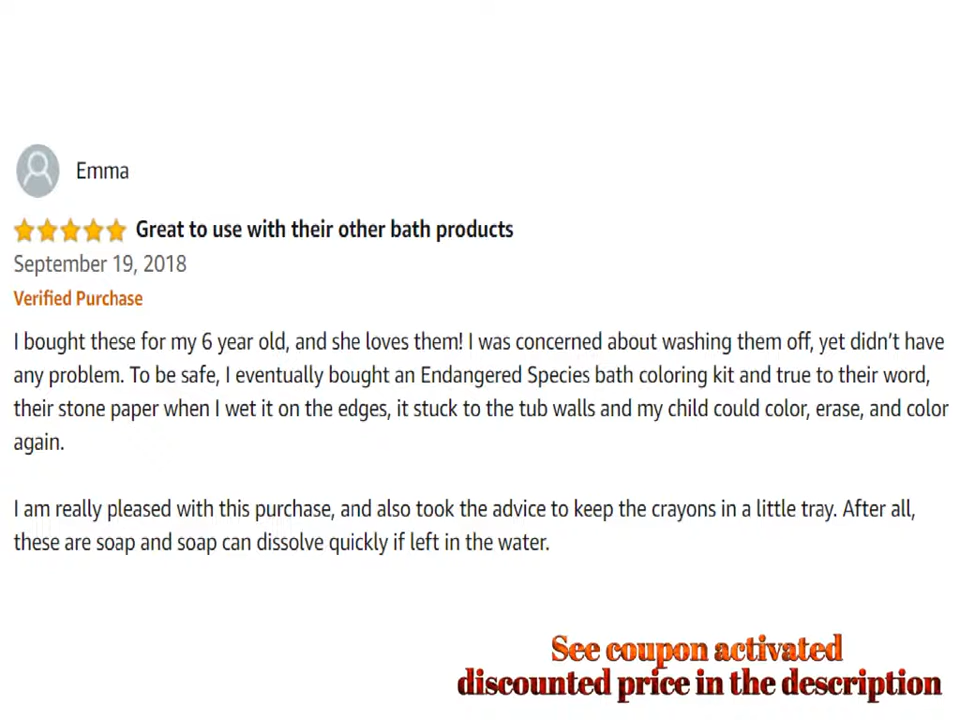 Emma
Great to use with their other bath products
September 19, 2018
Verified Purchase
I bought these for my 6 year old, and she loves them! I was concerned about washing them off, yet didn't have
any problem. To be safe, I eventually bought an Endangered Species bath coloring kit and true to their word,
their stone paper when I wet it on the edges, it stuck to the tub walls and my child could color, erase, and color
again.
I am really pleased with this purchase, and also took the advice to keep the crayons in a little tray. After all,
these are soap and soap can dissolve quickly if left in the water.
See coupon activated
discounted price in the description